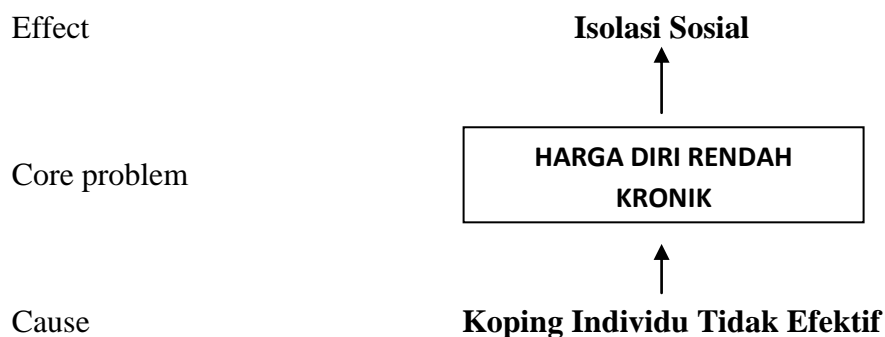 Effect Isolasi Sosial
Core problem HARGA DIRI RENDAH
KRONIK
Cause Koping Individu Tidak Efektif